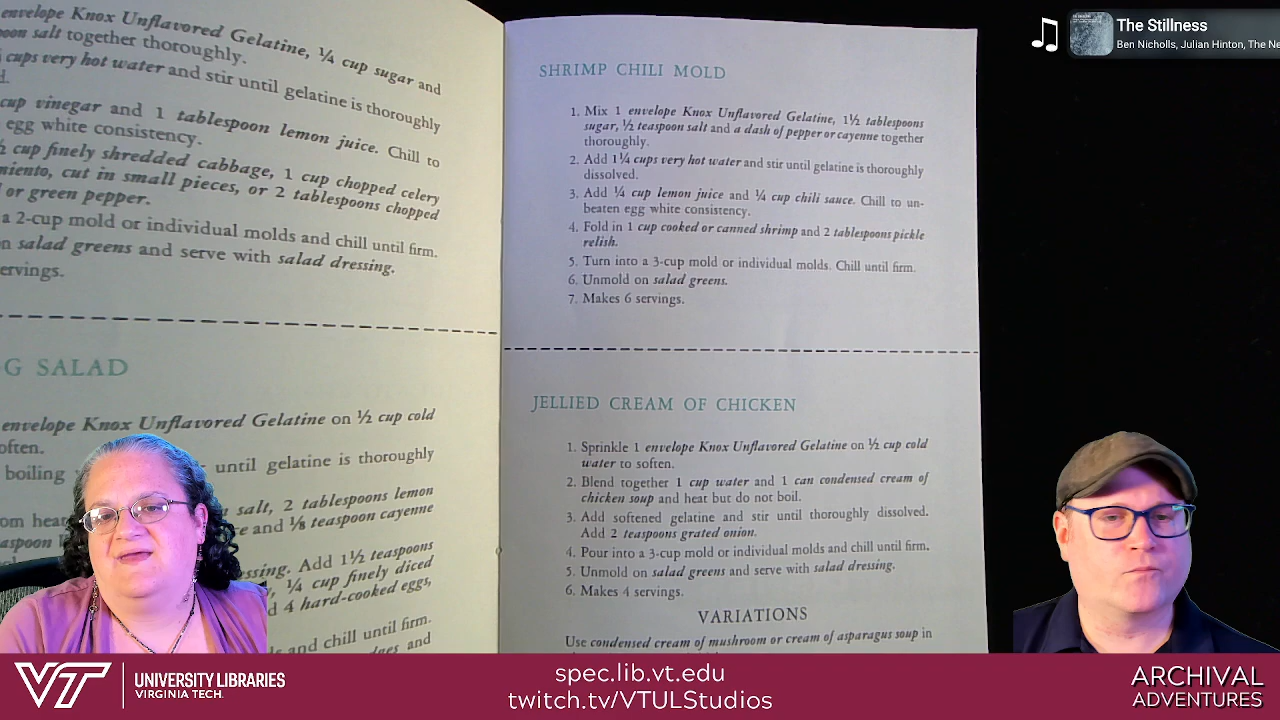 envelope Knox Unflavored Gelatine, ¼ cup sugar and
salt together thoroughly.
cups very hot water and stir until gelatine is thoroughly
cup vinegar and 1 tablespoon lemon juice. Chill to
egg white consistency.
cup finely shredded cabbage, 1 cup chopped celery
cut in small pieces, or 2 tablespoons chopped
or green pepper.
a 2-cup mold or individual molds and chill until firm.
salad greens and serve with salad dressing.
G SALAD
envelope Knox Unflavored Gelatine on ½ cup cold
boiling
until gelatine is thoroughly
salt, 2 tablespoons lemon
and ⅛ teaspoon cayenne
Add 1½ teaspoons
¼ cup finely diced
4 hard-cooked eggs,
and chill until firm.
and
SHRIMP CHILI MOLD
1. Mix 1 envelope Knox Unflavored Gelatine, 1½ tablespoons
sugar, ½ teaspoon salt and a dash of pepper or cayenne together
thoroughly.
2. Add 1¼ cups very hot water and stir until gelatine is thoroughly
dissolved.
3. Add ¼ cup lemon juice and ¼ cup chili sauce. Chill to un-
beaten egg white consistency.
4. Fold in 1 cup cooked or canned shrimp and 2 tablespoons pickle
relish.
5. Turn into a 3-cup mold or individual molds. Chill until firm.
6. Unmold on salad greens.
7. Makes 6 servings.
JELLIED CREAM OF CHICKEN
1. Sprinkle 1 envelope Knox Unflavored Gelatine on ½ cup cold
water to soften.
2. Blend together 1 cup water and 1 can condensed cream of
chicken soup and heat but do not boil.
3. Add softened gelatine and stir until thoroughly dissolved.
Add 2 teaspoons grated onion.
4. Pour into a 3-cup mold or individual molds and chill until firm.
5. Unmold on salad greens and serve with salad dressing.
6. Makes 4 servings.
VARIATIONS
Use condensed cream of mushroom or cream of asparagus soup in
The Stillness
Ben Nicholls, Julian Hinton, The Ne
VT
UNIVERSITY LIBRARIES
VIRGINIA TECH.
spec.lib.vt.edu
twitch.tv/VTULStudios
ARCHIVAL
ADVENTURES